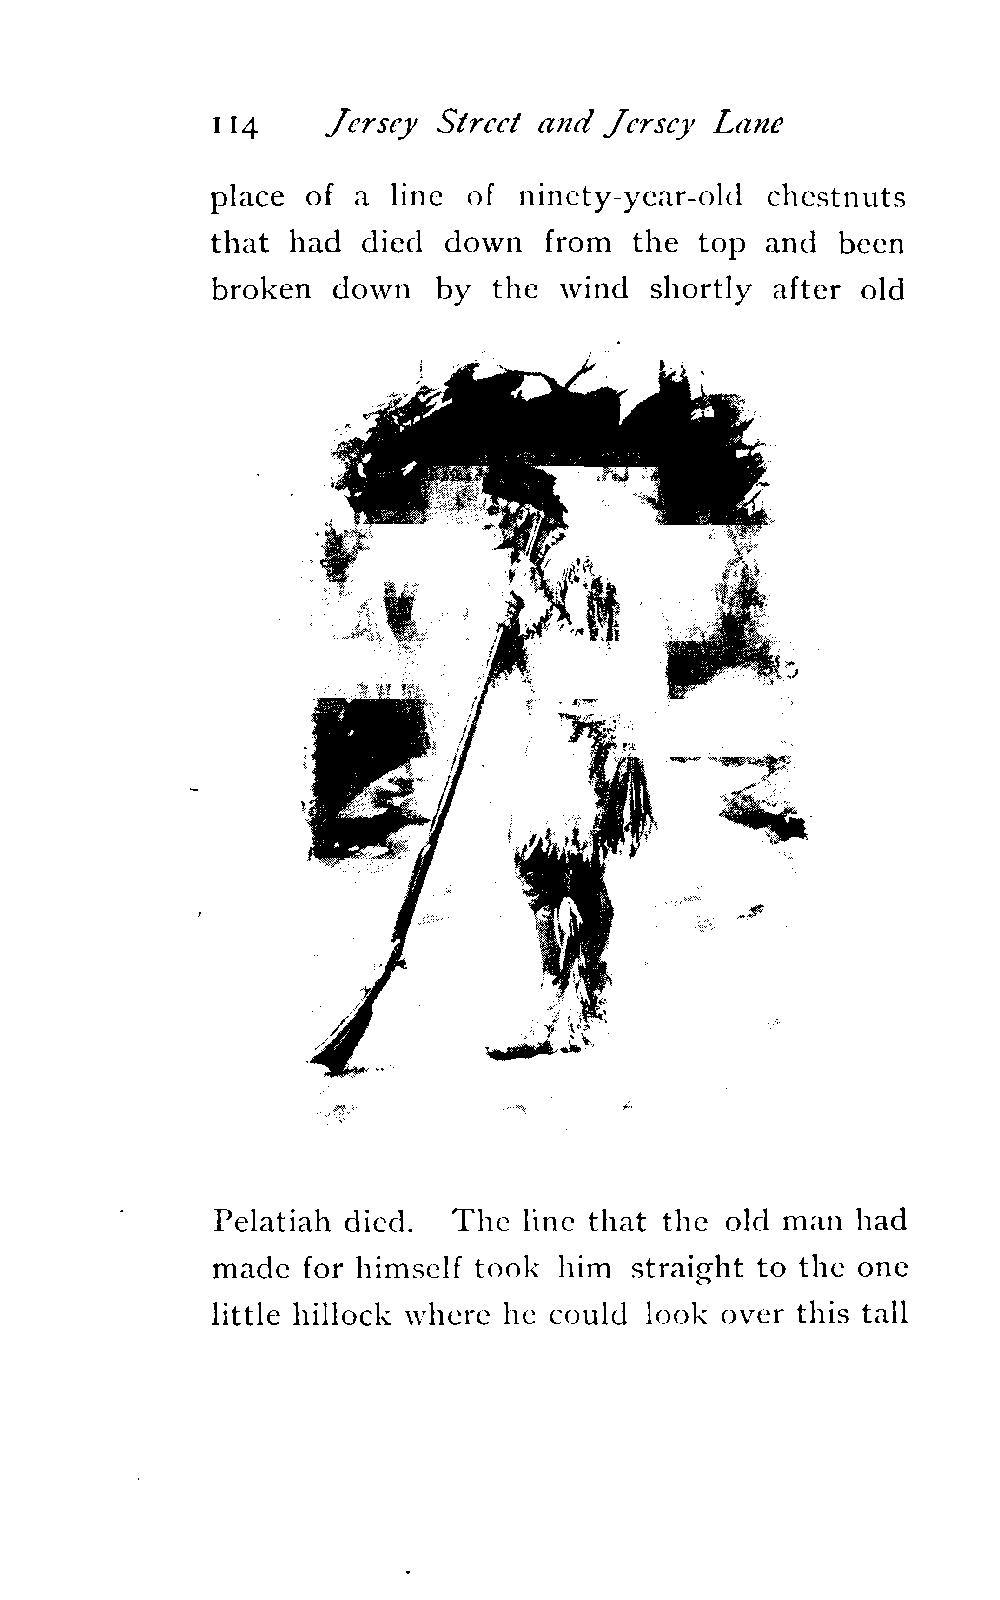 114 Jersey Street and Jersey Lane
place of a line of ninety-year-old chestnuts
that had died down from the top and been
broken down by the wind shortly after old
Pelatiah died. The line that the old man had
made for himself took him straight to the one
little hillock where he could look over this tall